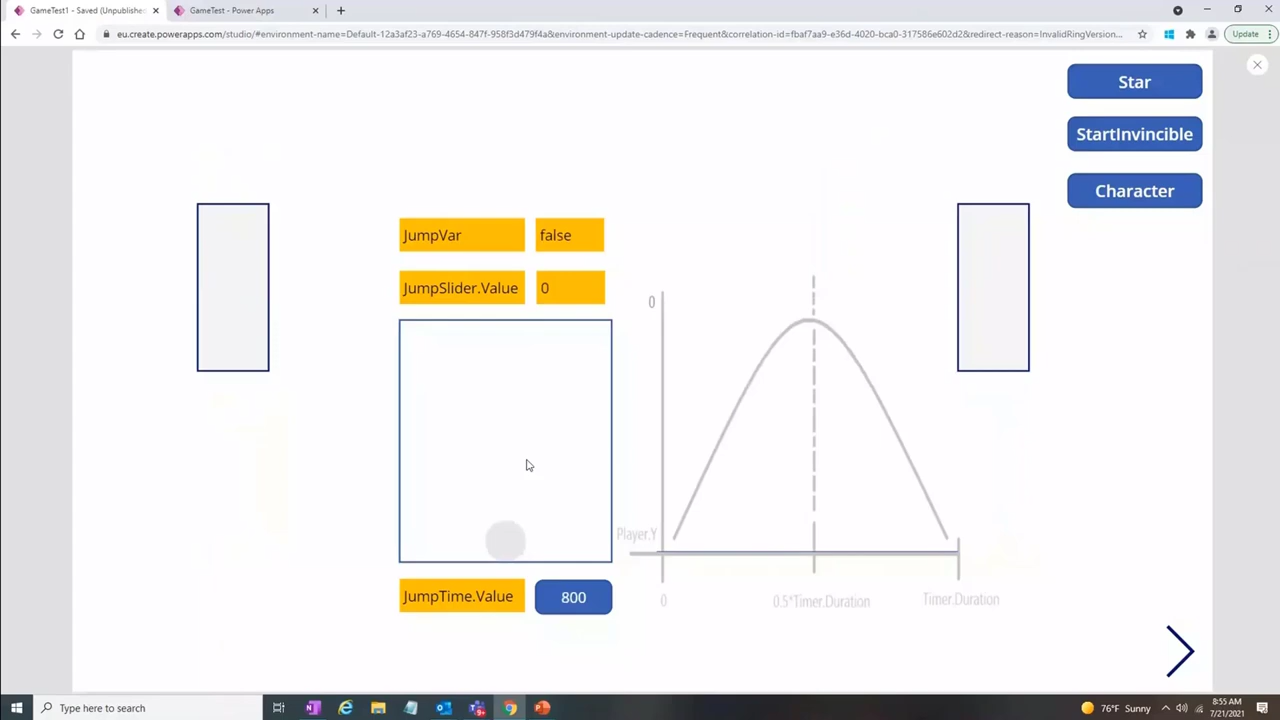 GameTest1 - Saved (Unpublishe
GameTest - Power Apps
eu.create.powerapps.com/studio/#environment-name=Default-12a3af23-a769-4654-847f-958f3d479f4a&environment-update-cadence=Frequent&correlation-id=fbaf7aa9-e36d-4020-bca0-317586e602d2&redirect-reason=InvalidRingVersion...
Update
Star
StartInvincible
Character
JumpVar
false
JumpSlider.Value
0
0
Player.Y
0
0.5*Timer.Duration
Timer.Duration
JumpTime.Value
800
Type here to search
76°F Sunny
8:55 AM
7/21/2021